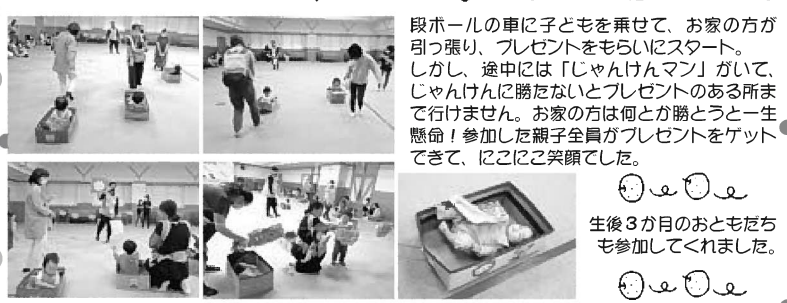 段ボールの車に子どもを乗せて、お家の方が
引っ張り、プレゼントをもらいにスタート。
しかし、途中には「じゃんけんマン」がいて、
じゃんけんに勝たないとプレゼントのある所ま
で行けません。お家の方は何とか勝とうと一生
懸命！参加した親子全員がプレゼントをゲット
できて、にこにこ笑顔でした。
生後３か月のおともだち
も参加してくれました。